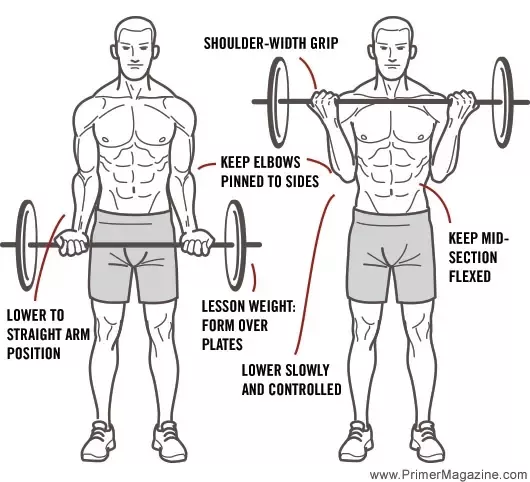 SHOULDER-WIDTH GRIP
KEEP ELBOWS
PINNED TO SIDES
KEEP MID-
SECTION
FLEXED
LOWER TO
STRAIGHT ARM
POSITION
LESSON WEIGHT:
FORM OVER
PLATES
LOWER SLOWLY
AND CONTROLLED
www.PrimerMagazine.com